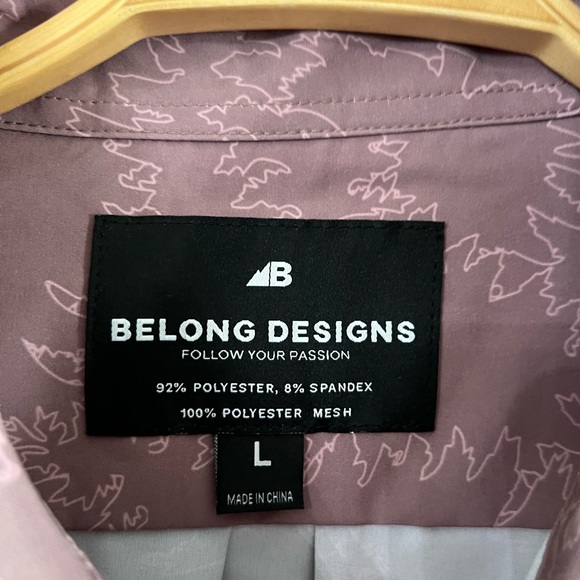 B
BELONG DESIGNS
FOLLOW YOUR PASSION
92% POLYESTER, 8% SPANDEX
100% POLYESTER MESH
L
MADE IN CHINA